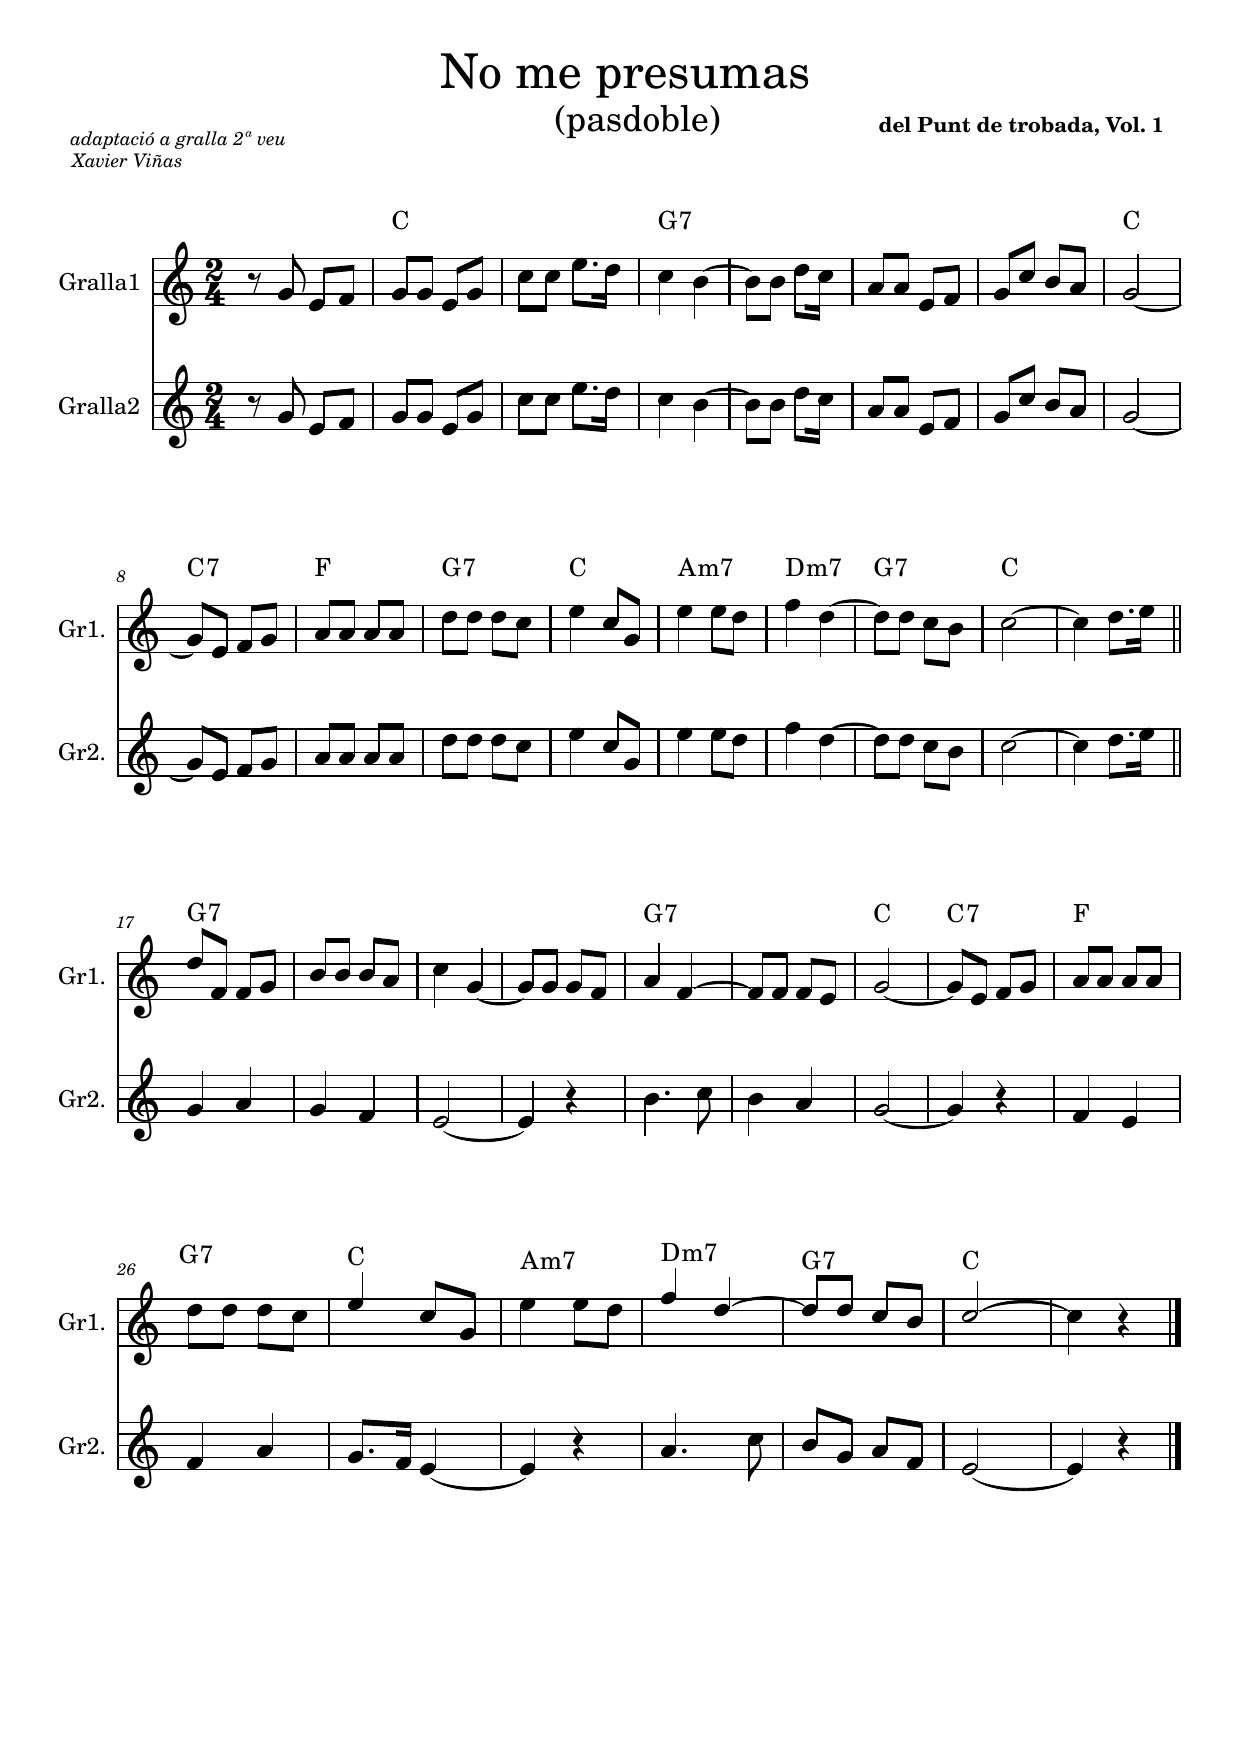 No me presumas
(pasdoble)
del Punt de trobada, Vol. 1
adaptació a gralla 2ª veu
Xavier Viñas
C G7 C
Gralla1
2 4
Gralla2
2 4
8 C7 F G7 C Am7 Dm7 G7 C
Gr1.
Gr2.
17 G7 G7 C C7 F
Gr1.
Gr2.
26 G7 C Am7 Dm7 G7 C
Gr1.
Gr2.